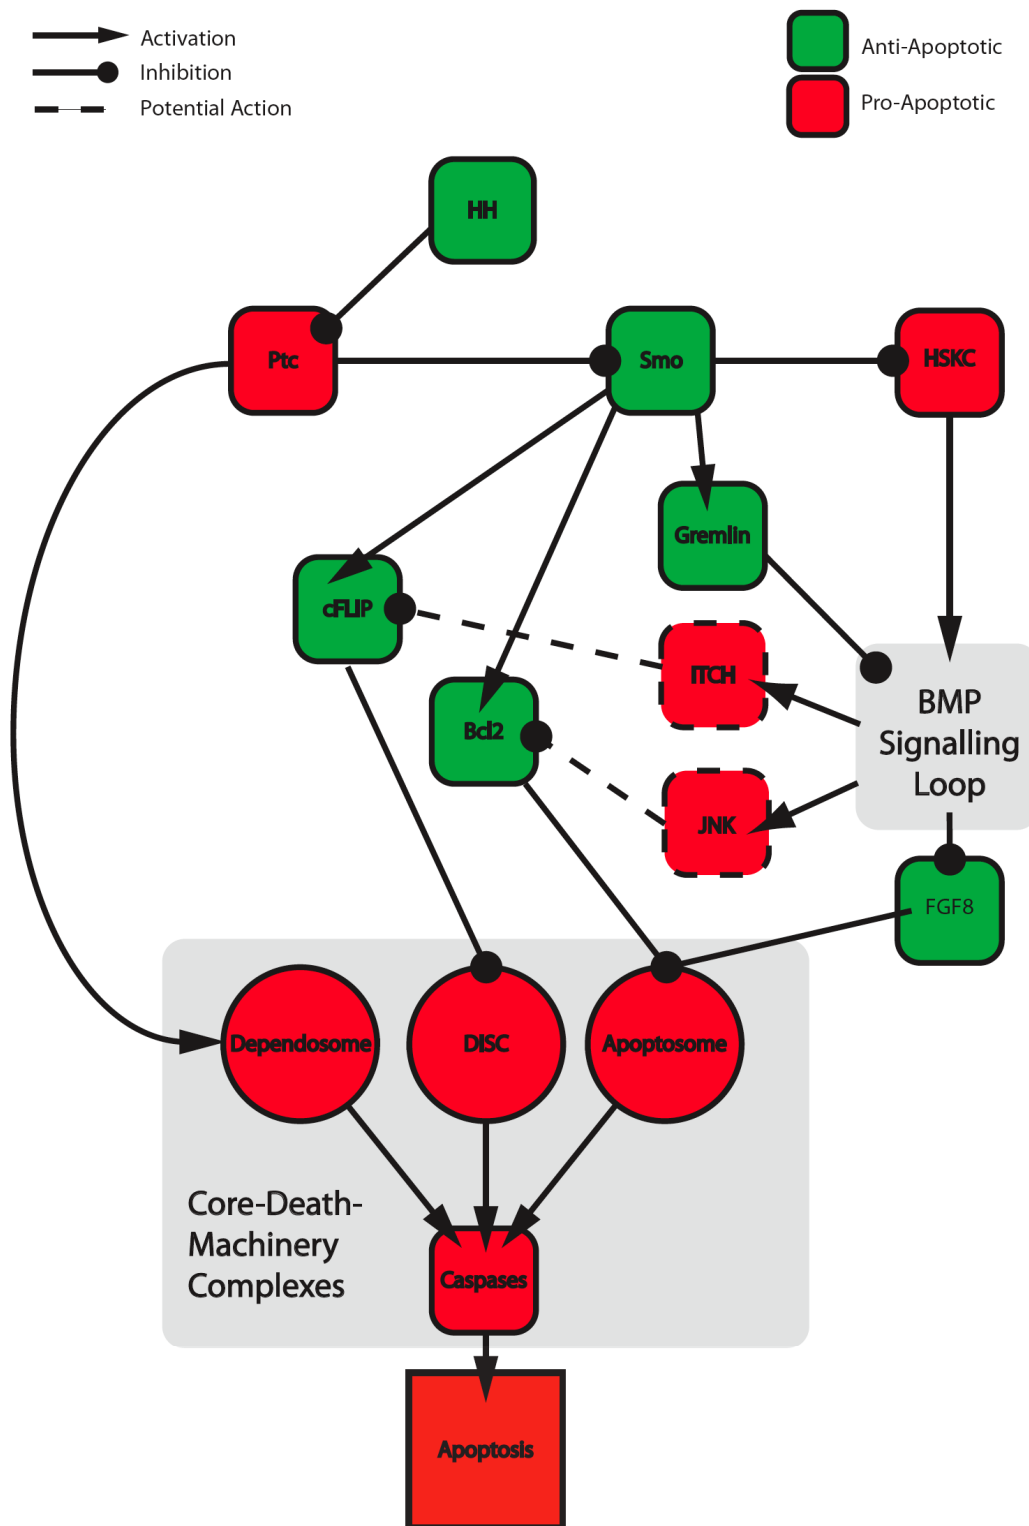 Activation
Inhibition
Potential Action
Anti-Apoptotic
Pro-Apoptotic
HH
Ptc
Smo
HSKC
Gremlin
cFLIP
ITCH
Bcl2
BMP
Signalling
Loop
JNK
FGF8
Dependosome
DISC
Apoptosome
Core-Death-
Machinery
Complexes
Caspases
Apoptosis